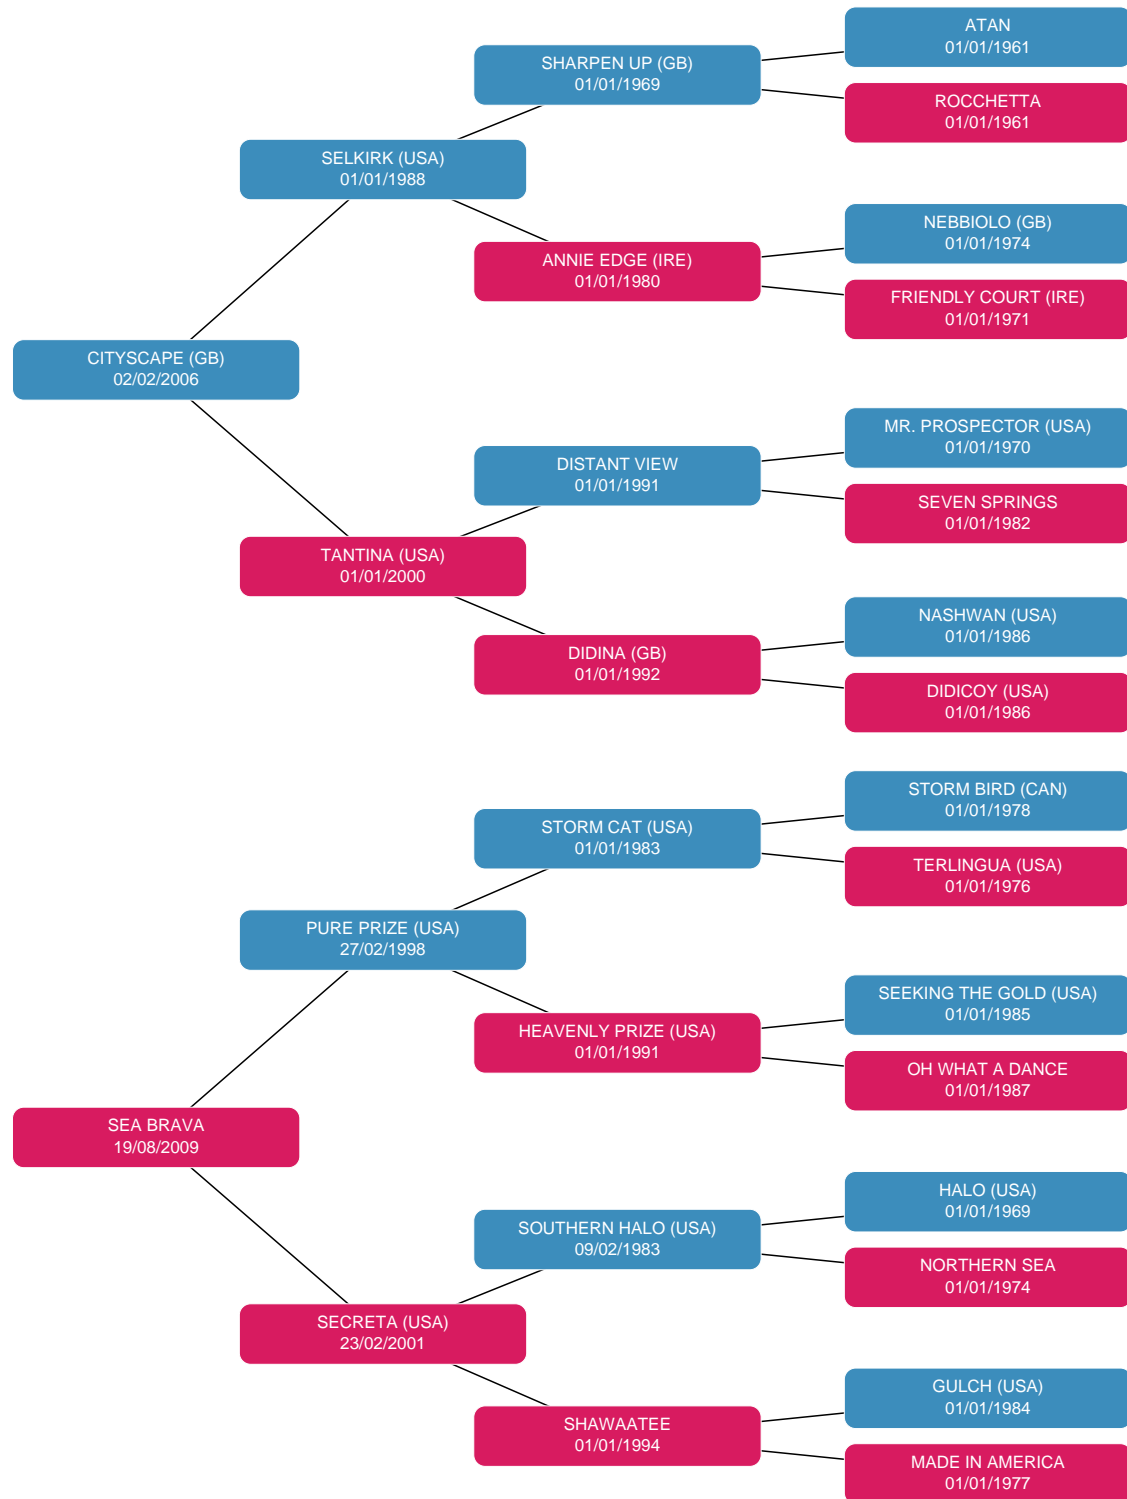 ATAN
01/01/1961
SHARPEN UP (GB)
01/01/1969
ROCCHETTA
01/01/1961
SELKIRK (USA)
01/01/1988
NEBBIOLO (GB)
01/01/1974
ANNIE EDGE (IRE)
01/01/1980
FRIENDLY COURT (IRE)
01/01/1971
CITYSCAPE (GB)
02/02/2006
MR. PROSPECTOR (USA)
01/01/1970
DISTANT VIEW
01/01/1991
SEVEN SPRINGS
01/01/1982
TANTINA (USA)
01/01/2000
NASHWAN (USA)
01/01/1986
DIDINA (GB)
01/01/1992
DIDICOY (USA)
01/01/1986
STORM BIRD (CAN)
01/01/1978
STORM CAT (USA)
01/01/1983
TERLINGUA (USA)
01/01/1976
PURE PRIZE (USA)
27/02/1998
SEEKING THE GOLD (USA)
01/01/1985
HEAVENLY PRIZE (USA)
01/01/1991
OH WHAT A DANCE
01/01/1987
SEA BRAVA
19/08/2009
HALO (USA)
01/01/1969
SOUTHERN HALO (USA)
09/02/1983
NORTHERN SEA
01/01/1974
SECRETA (USA)
23/02/2001
GULCH (USA)
01/01/1984
SHAWAATEE
01/01/1994
MADE IN AMERICA
01/01/1977